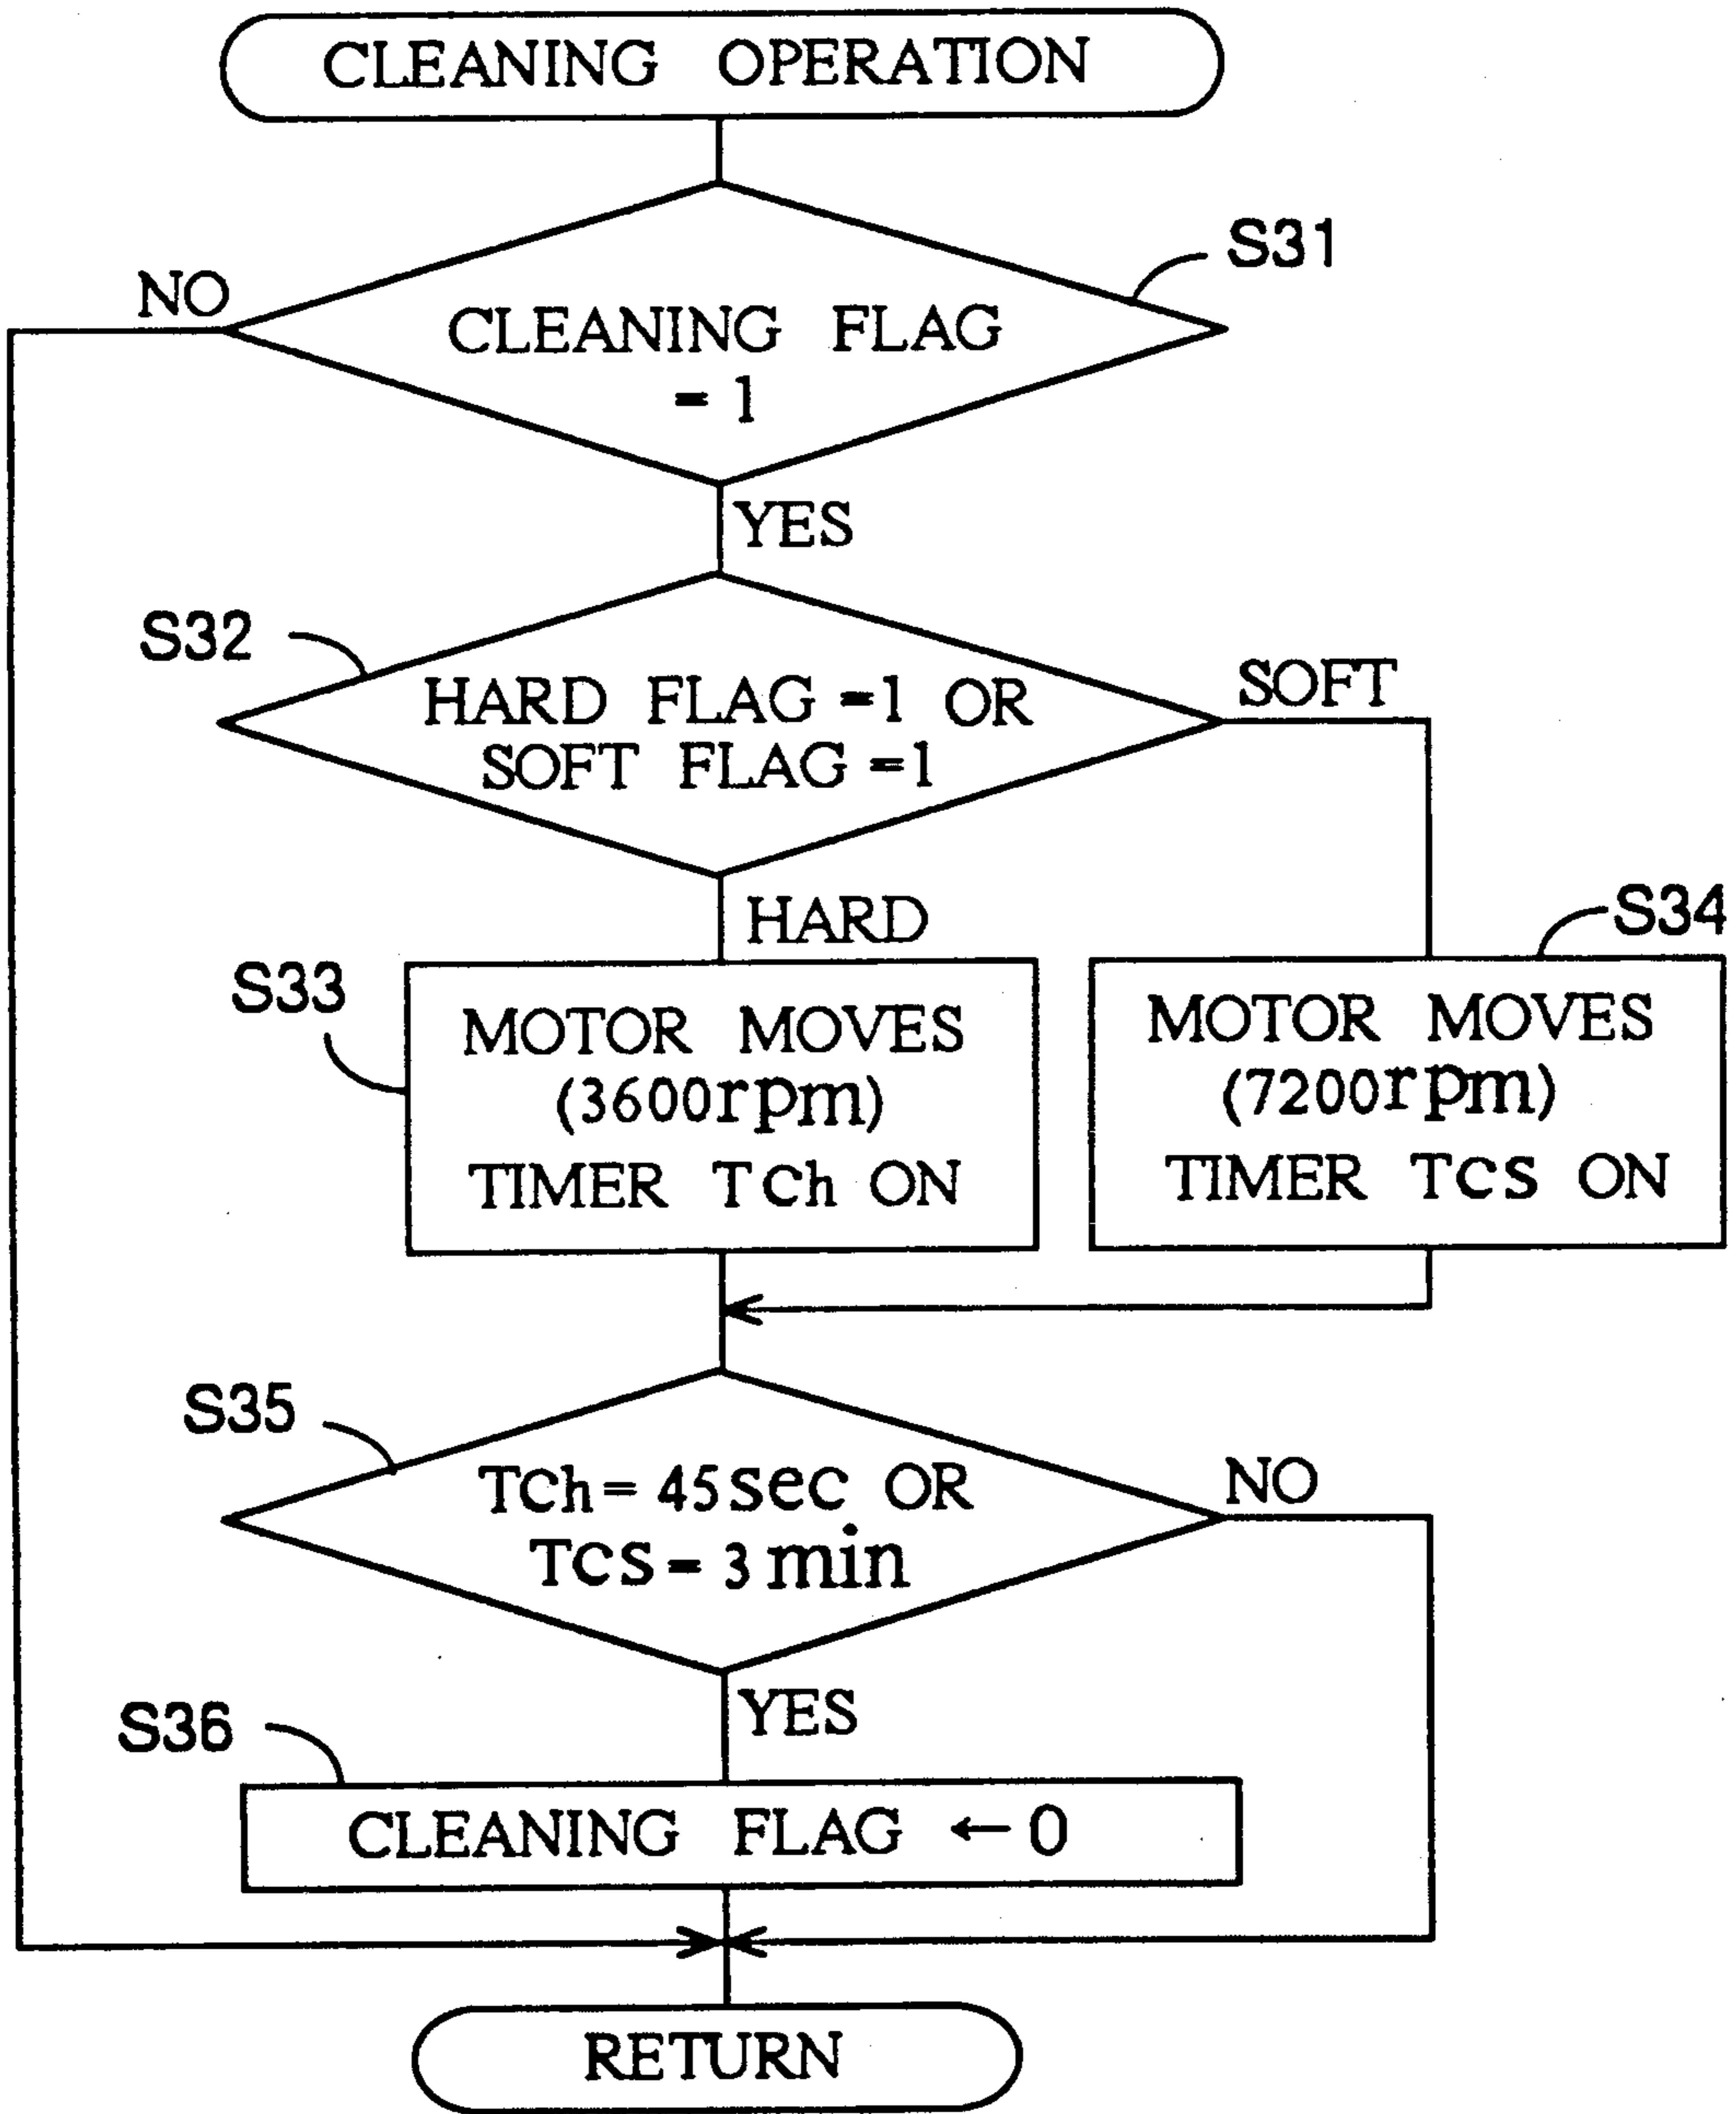 CLEANING OPERATION
S31
NO
CLEANING FLAG
= 1
YES
S32
HARD FLAG =1 OR
SOFT FLAG =1
SOFT
HARD
S33
MOTOR MOVES
(3600rpm)
TIMER TCh ON
S34
MOTOR MOVES
(7200rpm)
TIMER TCS ON
S35
TCh= 45sec OR
TCS= 3 min
NO
YES
S36
CLEANING FLAG ← 0
RETURN